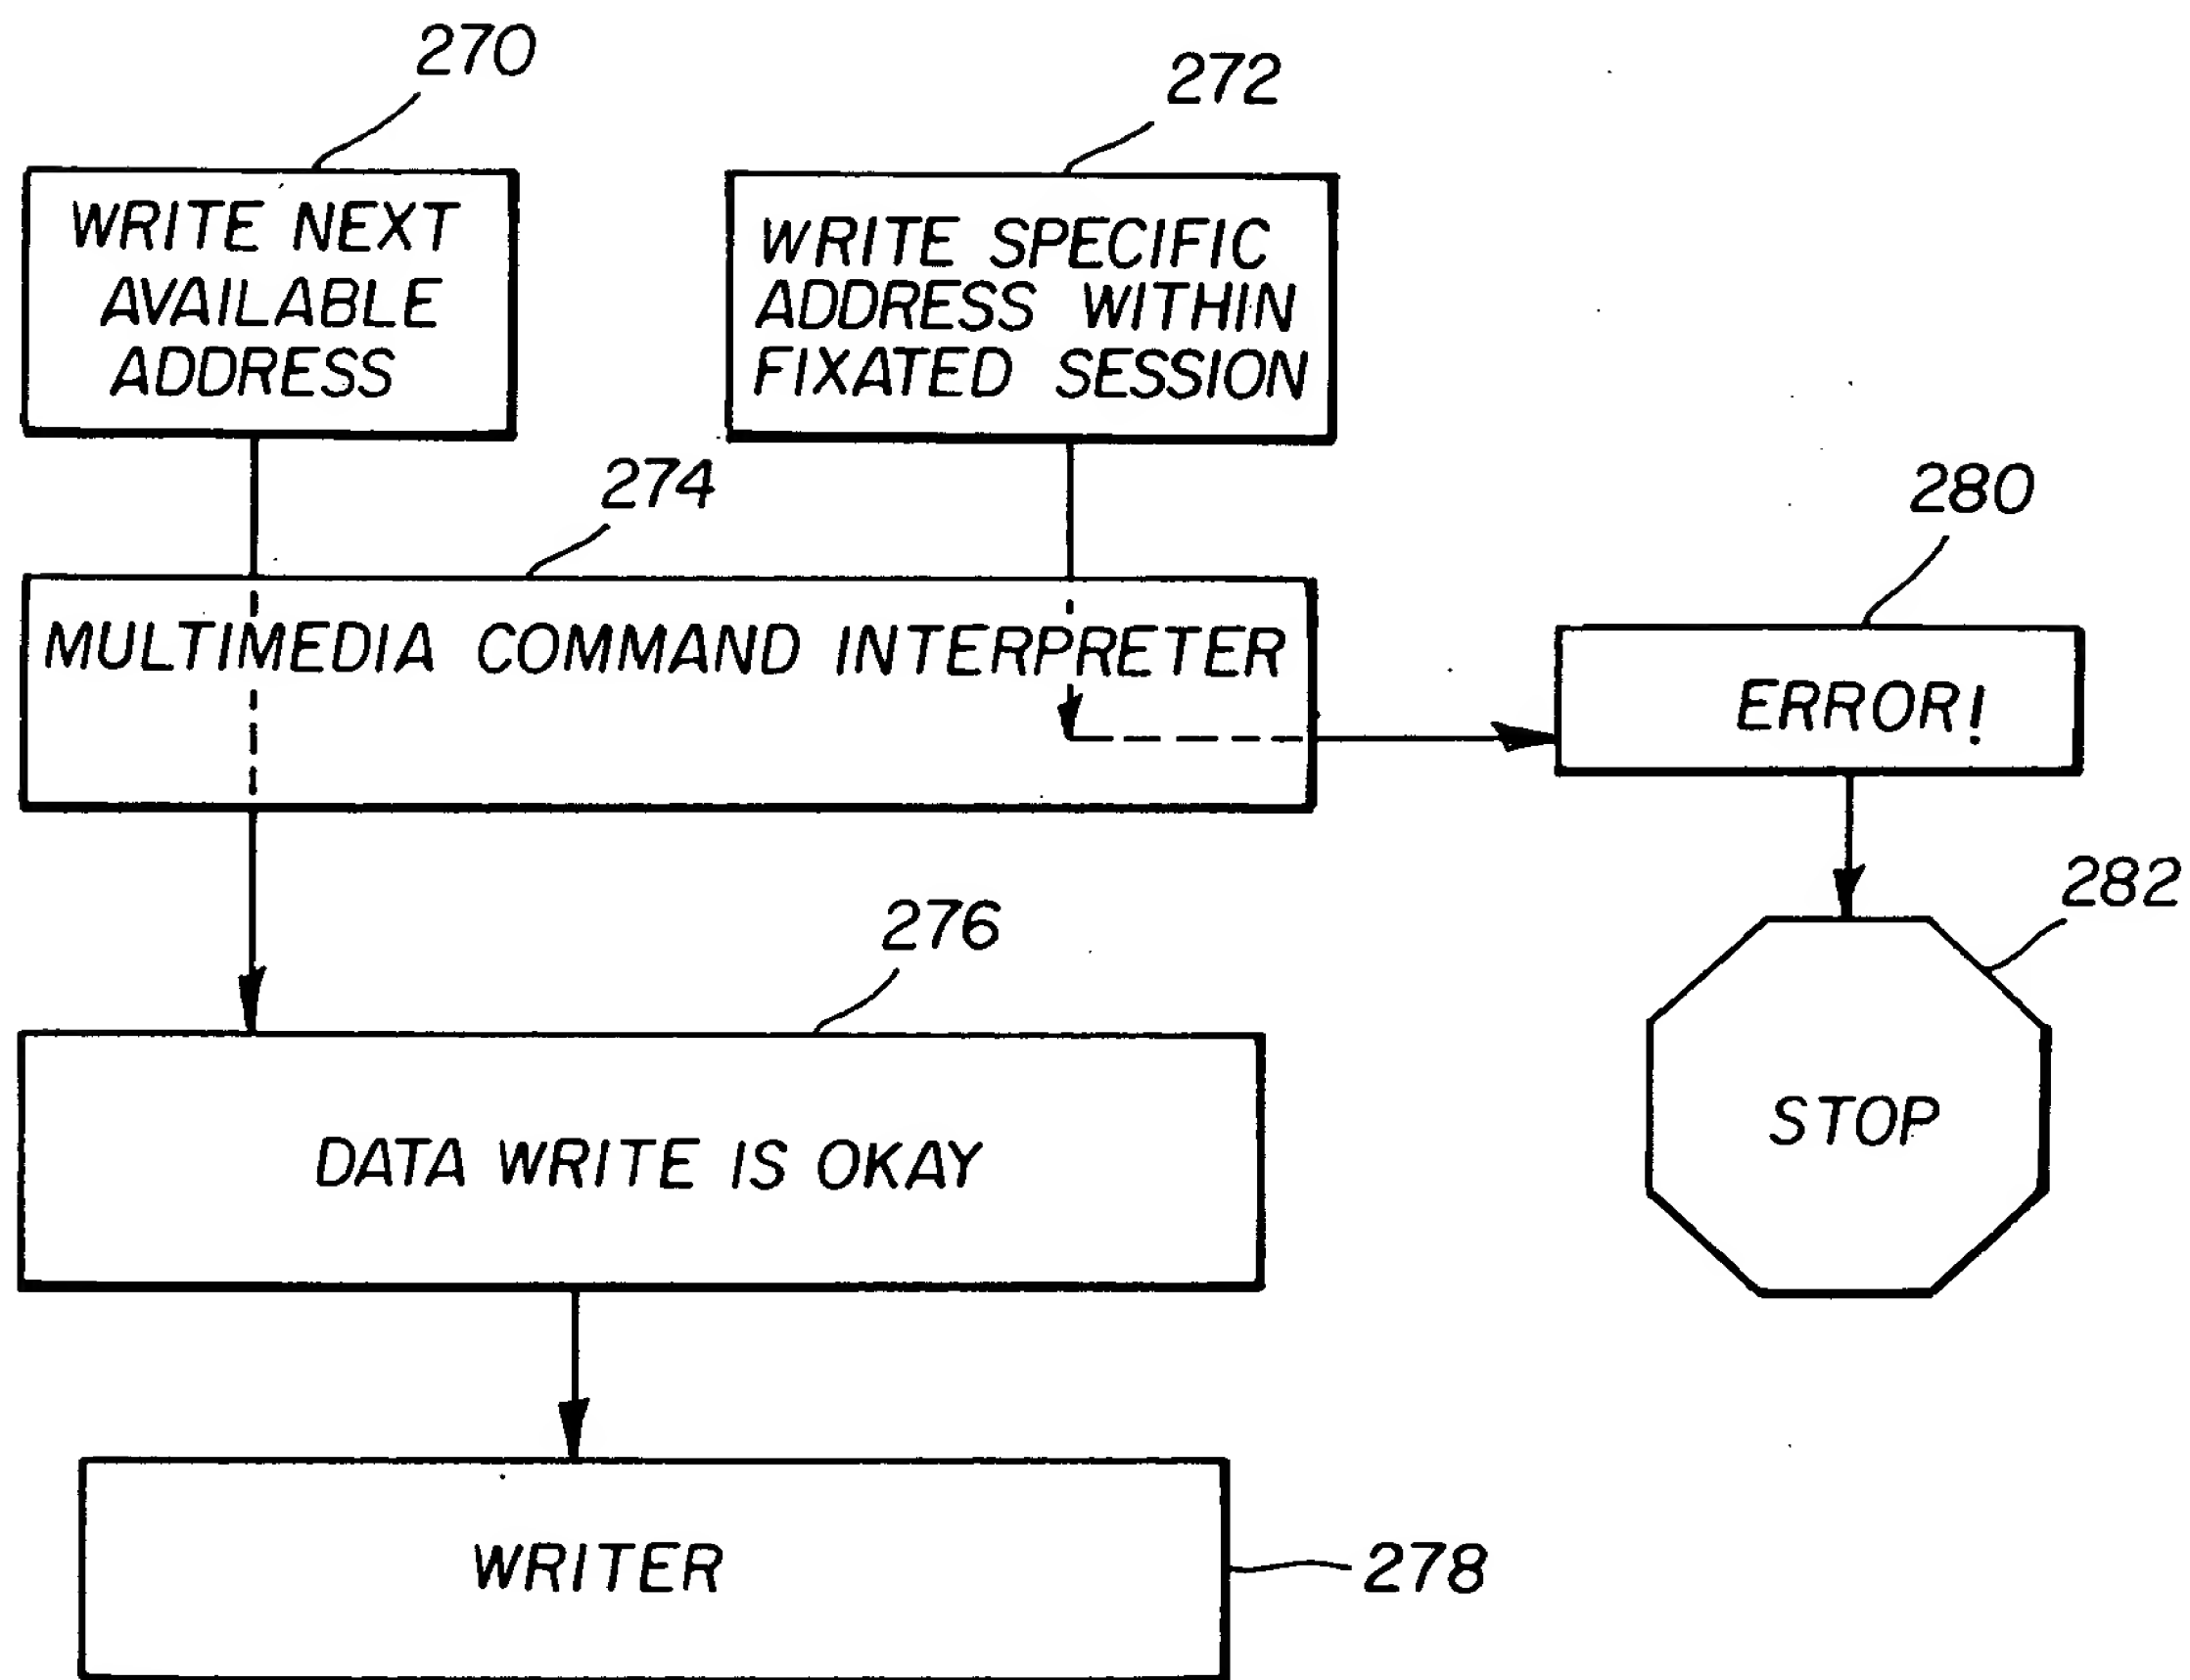 270
272
WRITE NEXT
AVAILABLE
ADDRESS
WRITE SPECIFIC
ADDRESS WITHIN
FIXATED SESSION
274
280
MULTIMEDIA COMMAND INTERPRETER
ERROR!
282
276
STOP
DATA WRITE IS OKAY
WRITER
278